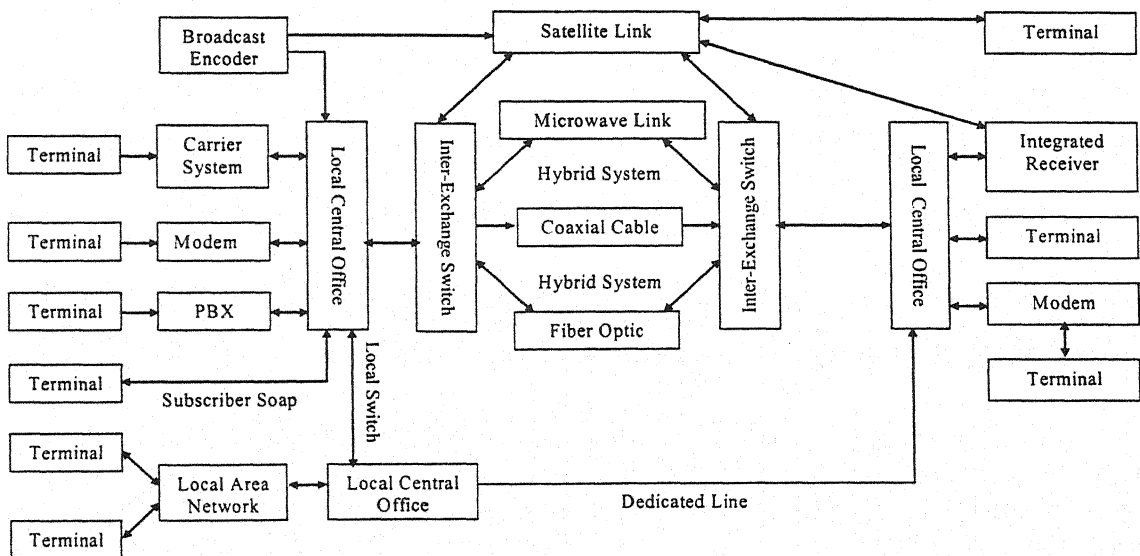 Broadcast
Encoder
Satellite Link
Terminal
Terminal
Carrier
System
Local Central Office
Inter-Exchange Switch
Microwave Link
Hybrid System
Inter-Exchange Switch
Local Central Office
Integrated
Receiver
Terminal
Modem
Coaxial Cable
Terminal
Terminal
PBX
Hybrid System
Fiber Optic
Modem
Terminal
Subscriber Soap
Local Switch
Terminal
Terminal
Local Area
Network
Local Central
Office
Dedicated Line
Terminal